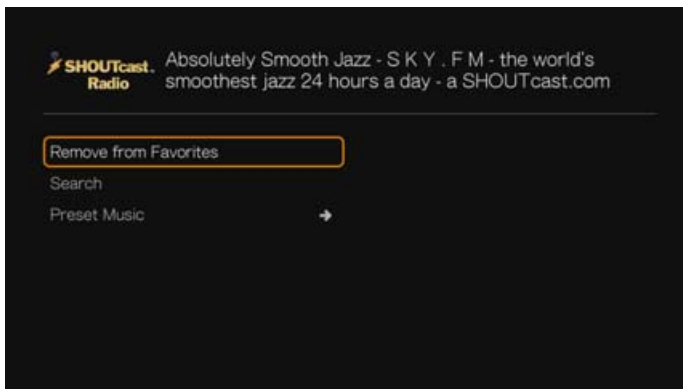 SHOUTcast.
Radio
Absolutely Smooth Jazz - S K Y . F M - the world's
smoothest jazz 24 hours a day - a SHOUTcast.com
Remove from Favorites
Search
Preset Music